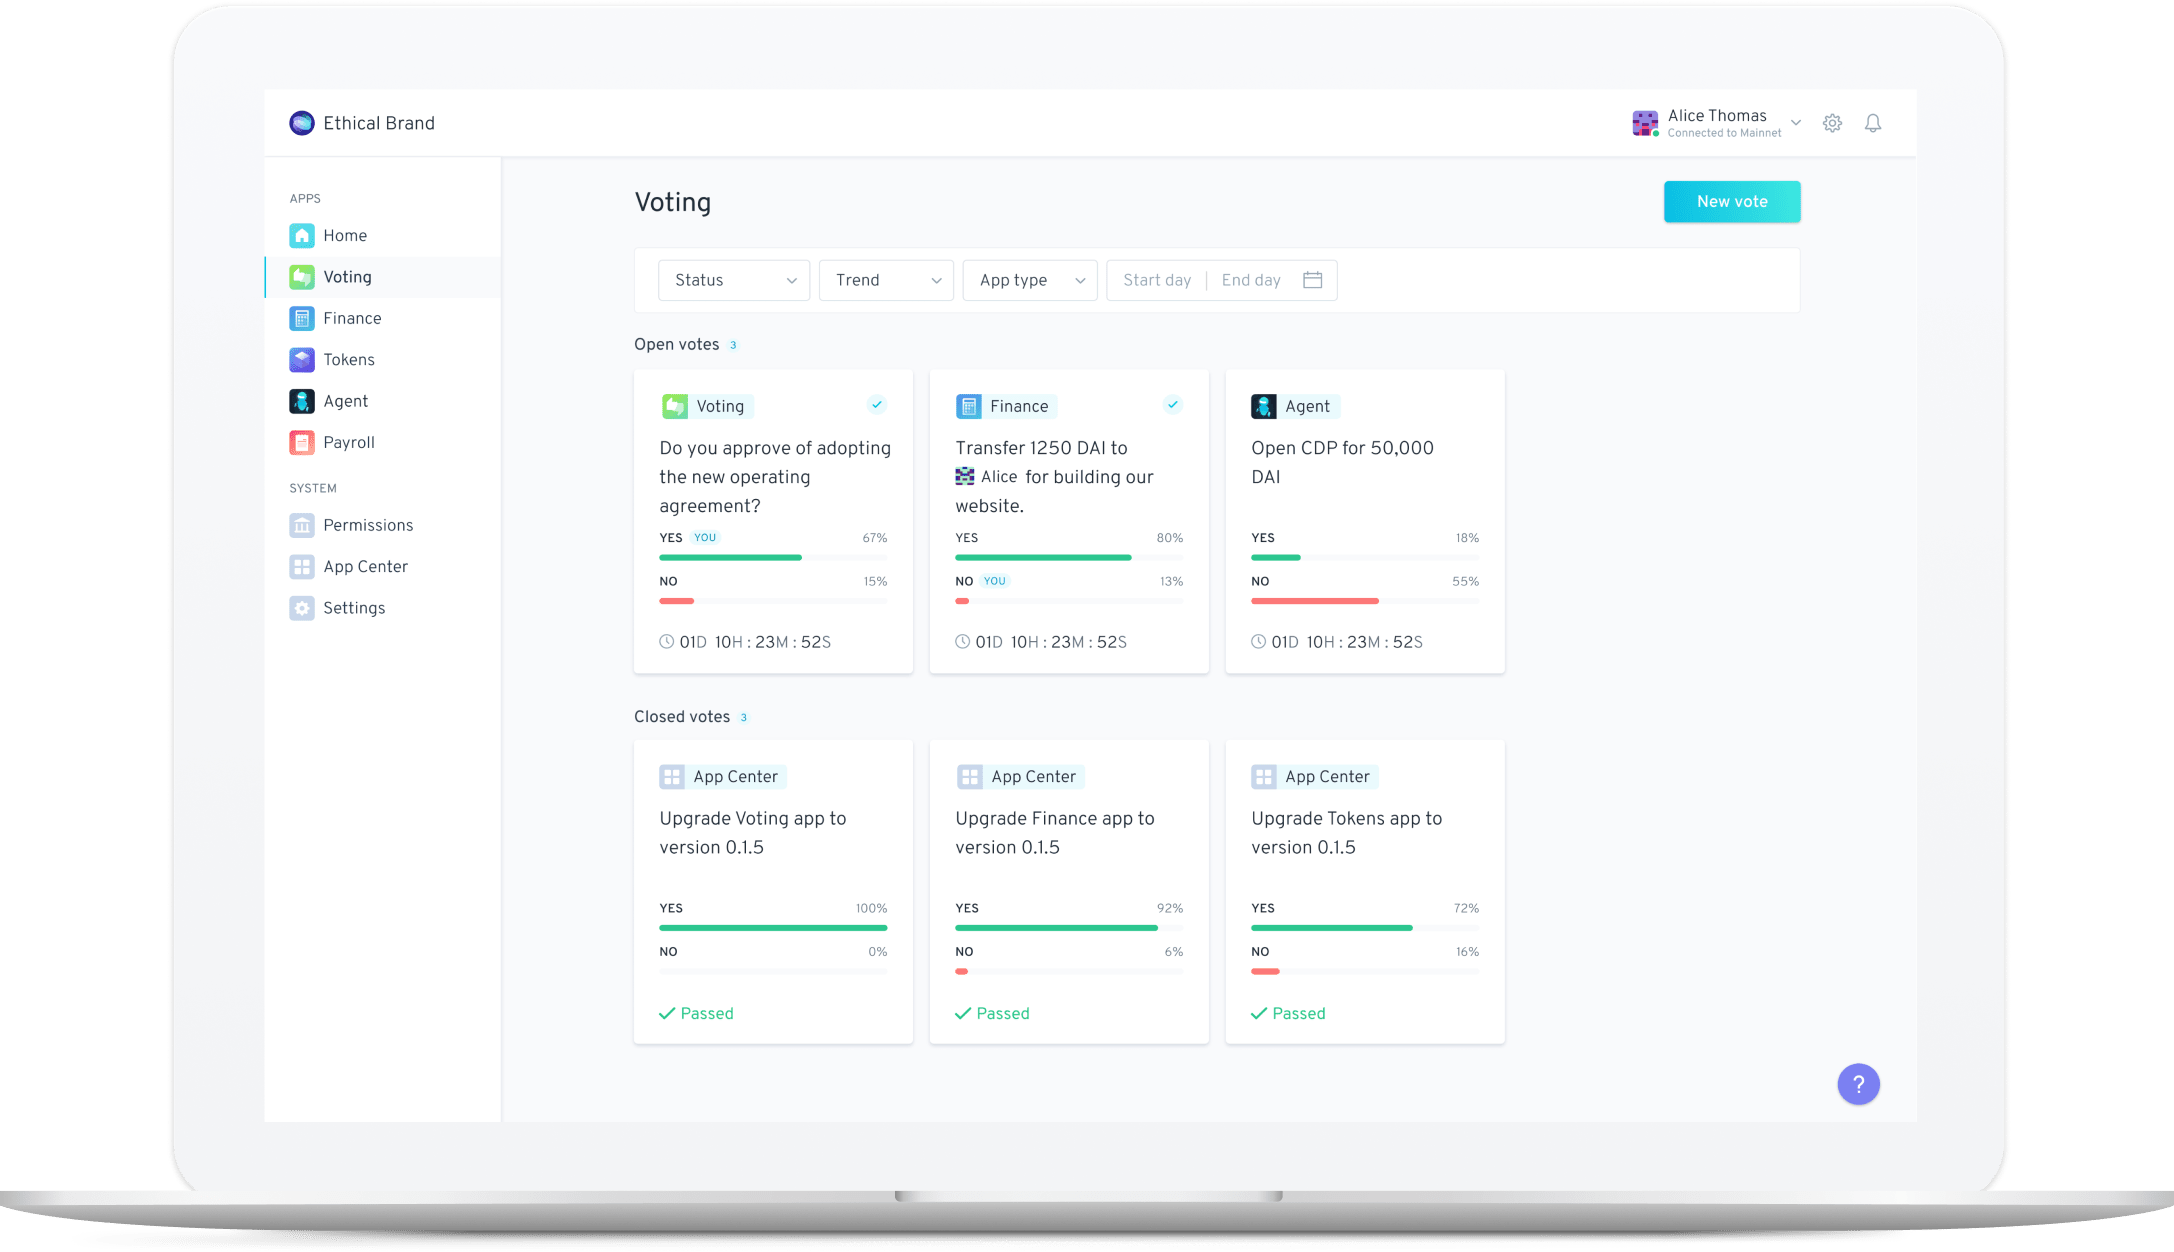 Ethical Brand
Alice Thomas
Connected to Mainnet
APPS
Home
Voting
Finance
Tokens
Agent
Payroll
SYSTEM
Permissions
App Center
Settings
Voting
New vote
Status
Trend
App type
Start day | End day
Open votes 3
Voting
Do you approve of adopting
the new operating
agreement?
YES YOU 67%
NO 15%
01D 10H : 23M : 52S
Finance
Transfer 1250 DAI to
Alice for building our
website.
YES 80%
NO YOU 13%
01D 10H : 23M : 52S
Agent
Open CDP for 50,000
DAI
YES 18%
NO 55%
01D 10H : 23M : 52S
Closed votes 3
App Center
Upgrade Voting app to
version 0.1.5
YES 100%
NO 0%
Passed
App Center
Upgrade Finance app to
version 0.1.5
YES 92%
NO 6%
Passed
App Center
Upgrade Tokens app to
version 0.1.5
YES 72%
NO 16%
Passed
?